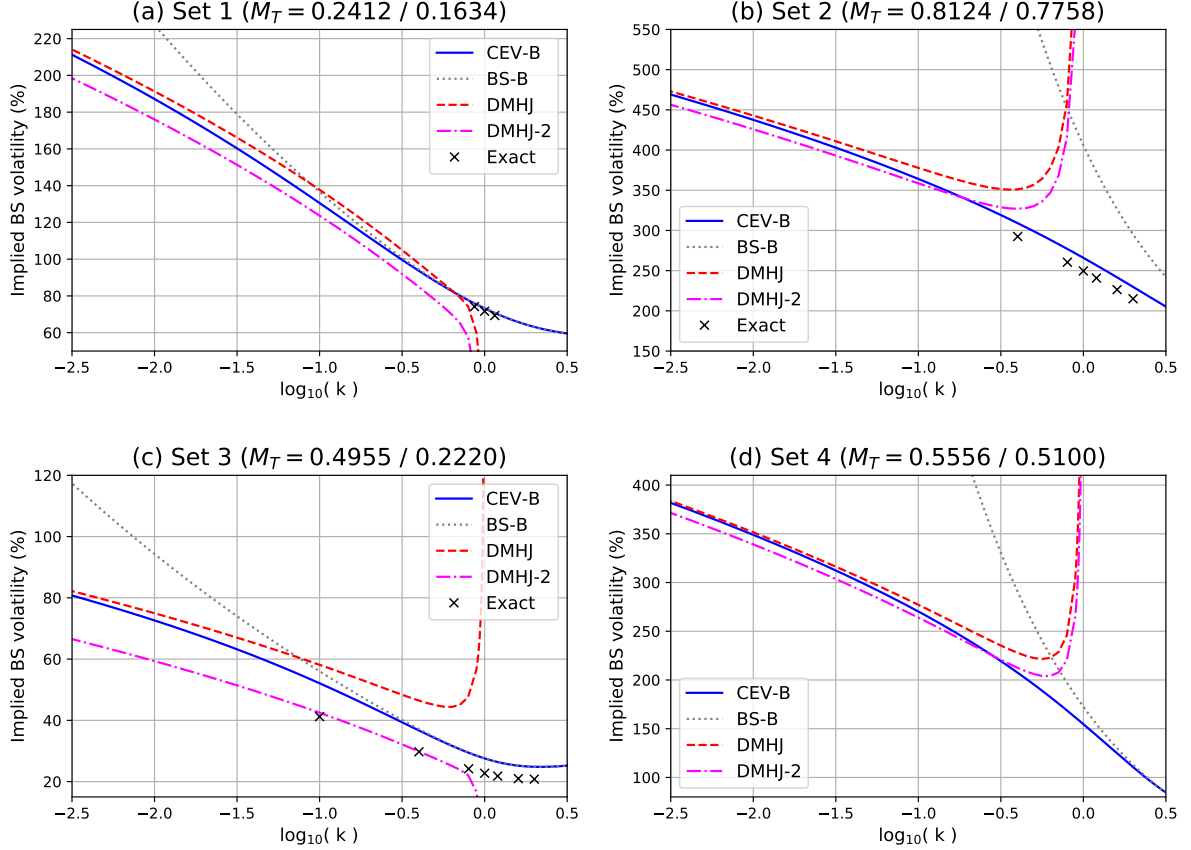 (a) Set 1 (M_T = 0.2412 / 0.1634)
Implied BS volatility (%)
220
200
180
160
140
120
100
80
60
CEV-B
BS-B
DMHJ
DMHJ-2
Exact
−2.5 −2.0 −1.5 −1.0 −0.5 0.0 0.5
log₁₀( k )
(b) Set 2 (M_T = 0.8124 / 0.7758)
Implied BS volatility (%)
550
500
450
400
350
300
250
200
150
CEV-B
BS-B
DMHJ
DMHJ-2
Exact
−2.5 −2.0 −1.5 −1.0 −0.5 0.0 0.5
log₁₀( k )
(c) Set 3 (M_T = 0.4955 / 0.2220)
Implied BS volatility (%)
120
100
80
60
40
20
CEV-B
BS-B
DMHJ
DMHJ-2
Exact
−2.5 −2.0 −1.5 −1.0 −0.5 0.0 0.5
log₁₀( k )
(d) Set 4 (M_T = 0.5556 / 0.5100)
Implied BS volatility (%)
400
350
300
250
200
150
100
CEV-B
BS-B
DMHJ
DMHJ-2
−2.5 −2.0 −1.5 −1.0 −0.5 0.0 0.5
log₁₀( k )